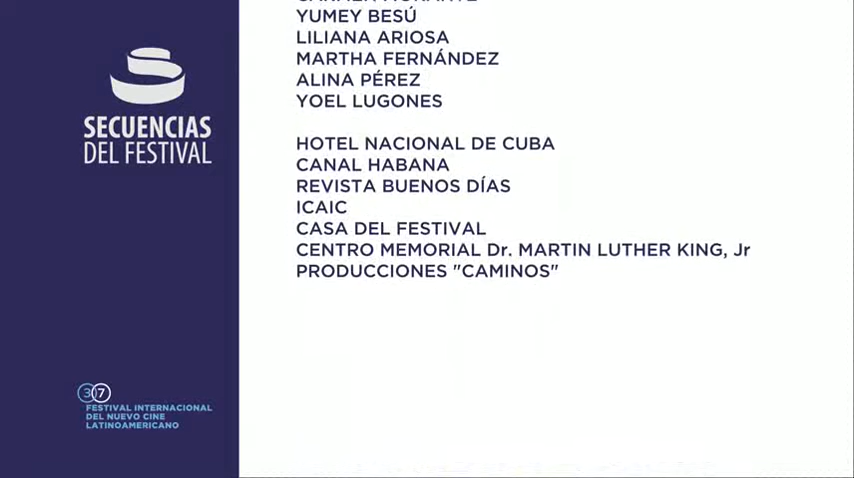 YUMEY BESÚ
LILIANA ARIOSA
MARTHA FERNÁNDEZ
ALINA PÉREZ
YOEL LUGONES
HOTEL NACIONAL DE CUBA
CANAL HABANA
REVISTA BUENOS DÍAS
ICAIC
CASA DEL FESTIVAL
CENTRO MEMORIAL Dr. MARTIN LUTHER KING, Jr
PRODUCCIONES "CAMINOS"
SECUENCIAS
DEL FESTIVAL
37
FESTIVAL INTERNACIONAL
DEL NUEVO CINE
LATINOAMERICANO